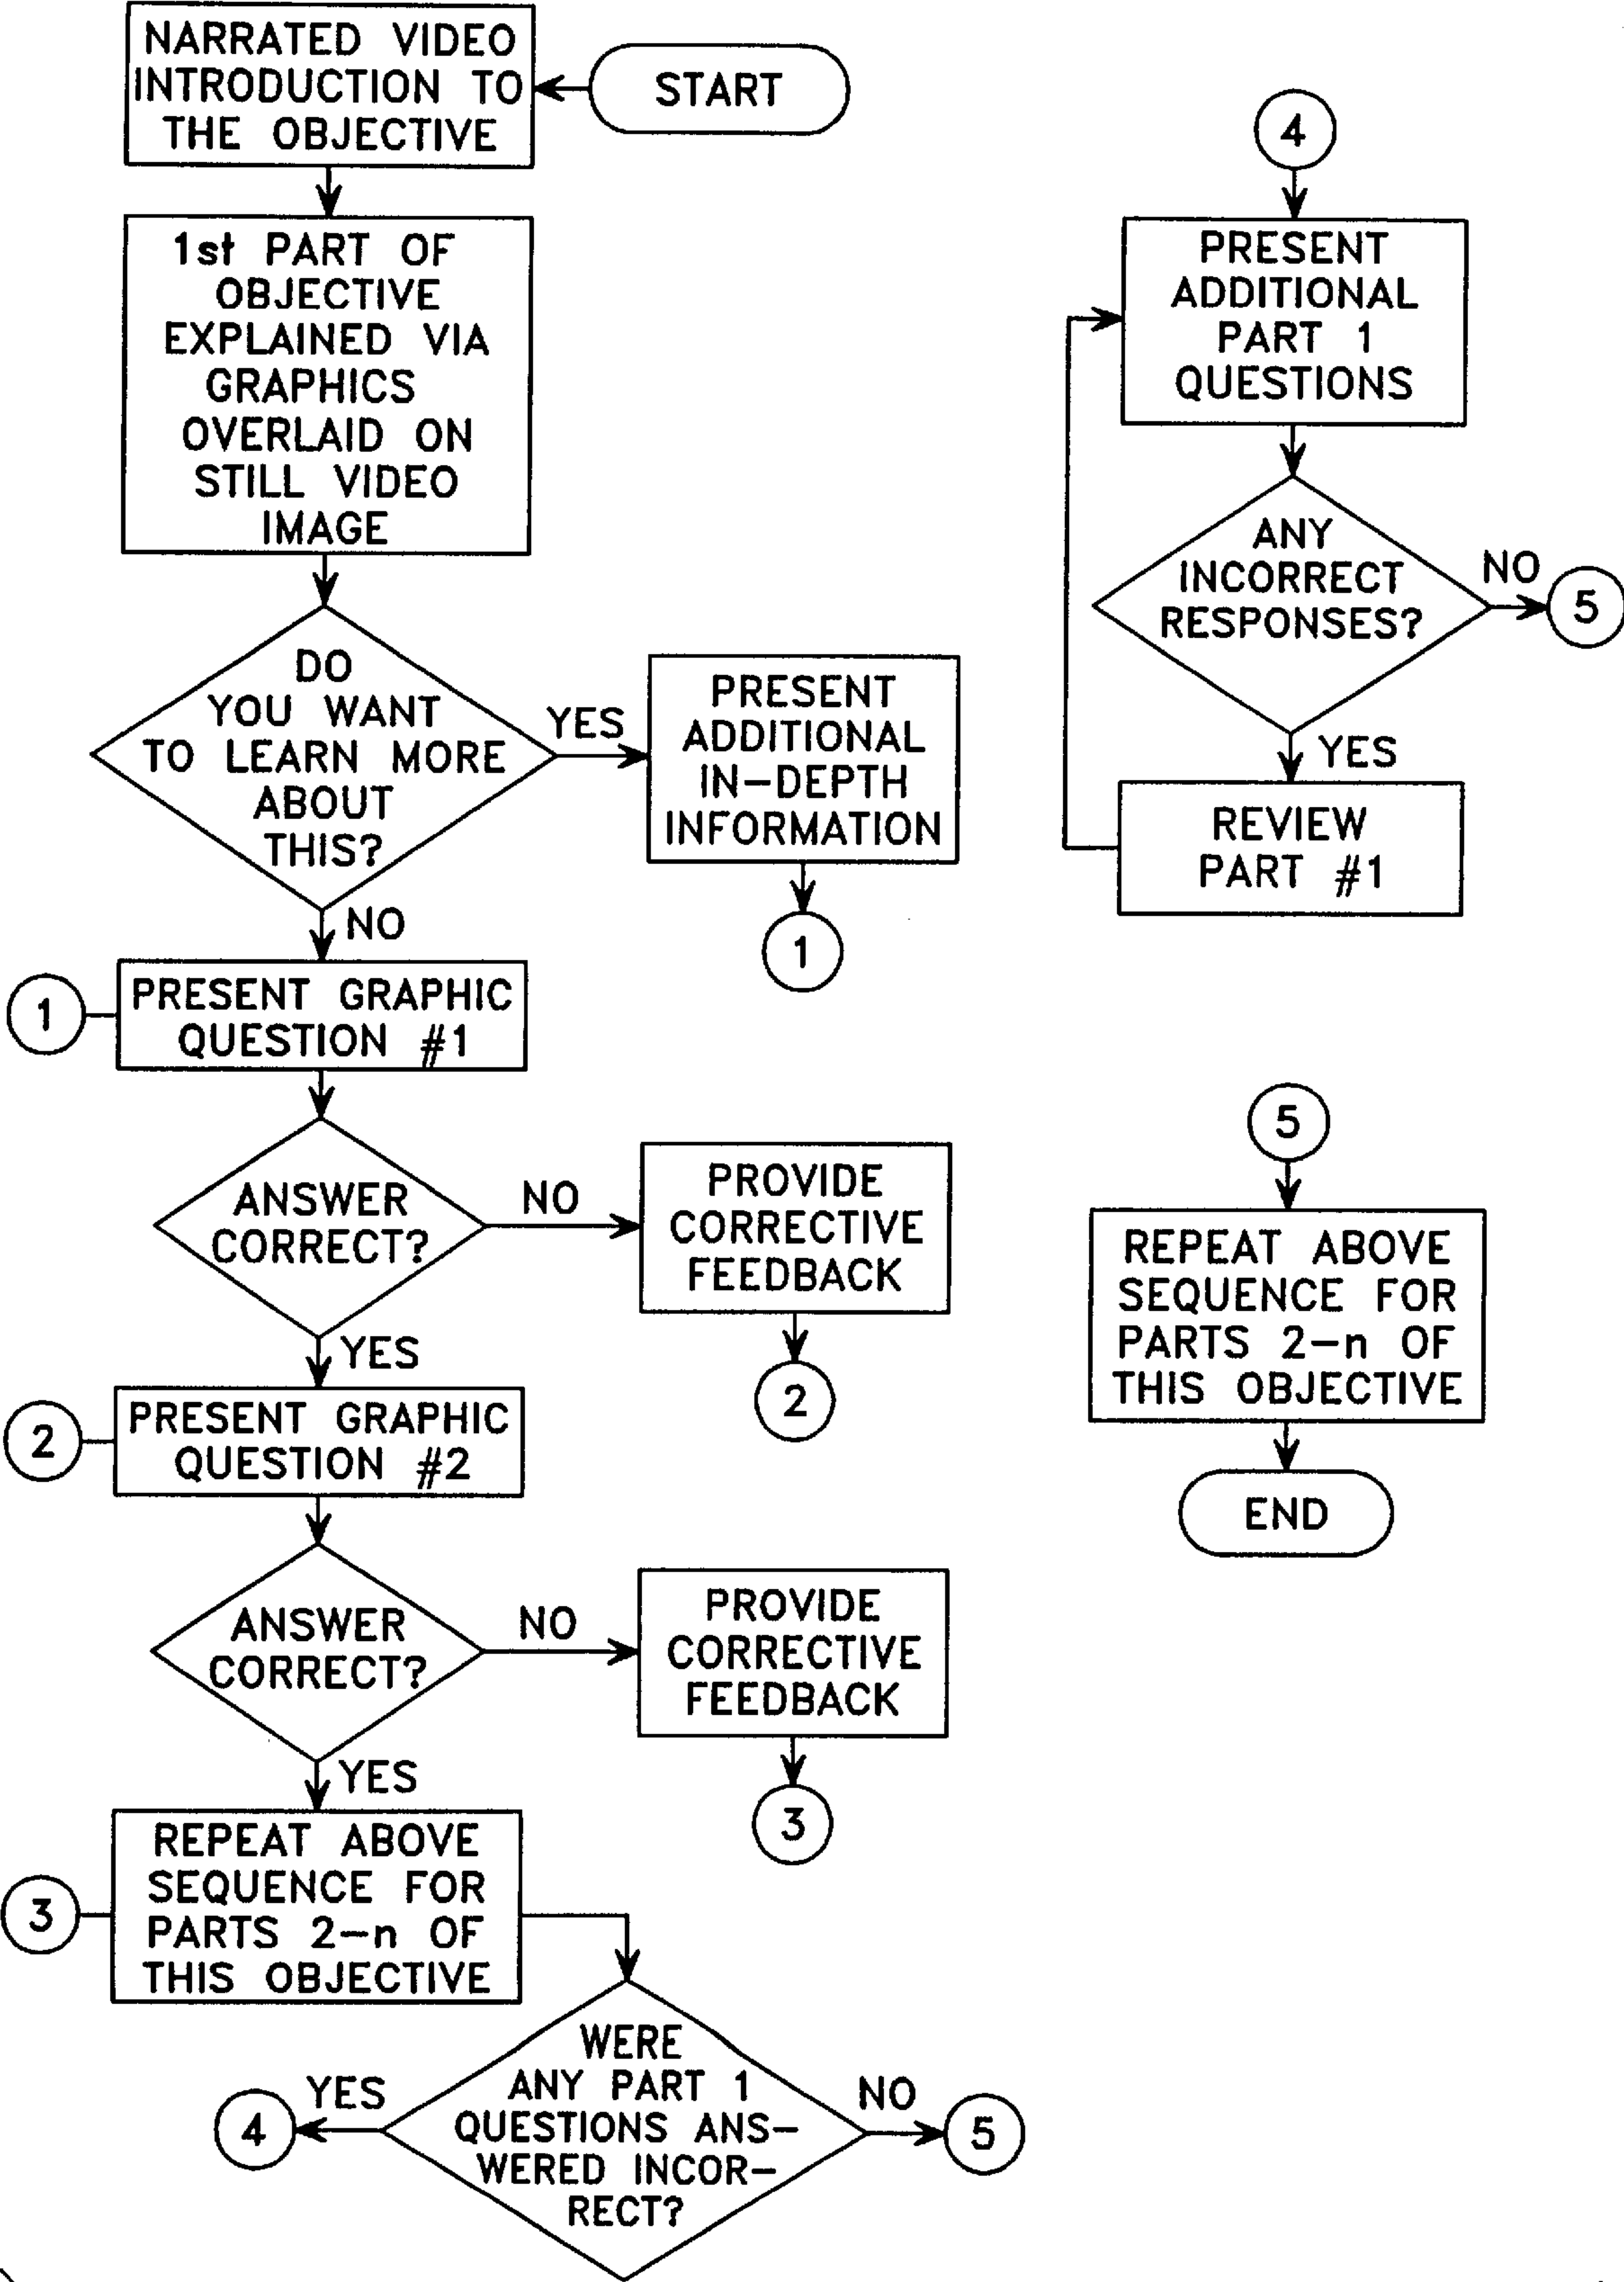 NARRATED VIDEO
INTRODUCTION TO
THE OBJECTIVE
START
1st PART OF
OBJECTIVE
EXPLAINED VIA
GRAPHICS
OVERLAID ON
STILL VIDEO
IMAGE
DO
YOU WANT
TO LEARN MORE
ABOUT
THIS?
YES
PRESENT
ADDITIONAL
IN-DEPTH
INFORMATION
1
NO
1
PRESENT GRAPHIC
QUESTION #1
ANSWER
CORRECT?
NO
PROVIDE
CORRECTIVE
FEEDBACK
2
YES
2
PRESENT GRAPHIC
QUESTION #2
ANSWER
CORRECT?
NO
PROVIDE
CORRECTIVE
FEEDBACK
3
YES
3
REPEAT ABOVE
SEQUENCE FOR
PARTS 2-n OF
THIS OBJECTIVE
WERE
ANY PART 1
QUESTIONS ANS-
WERED INCOR-
RECT?
YES
4
NO
5
4
PRESENT
ADDITIONAL
PART 1
QUESTIONS
ANY
INCORRECT
RESPONSES?
NO
5
YES
REVIEW
PART #1
5
REPEAT ABOVE
SEQUENCE FOR
PARTS 2-n OF
THIS OBJECTIVE
END